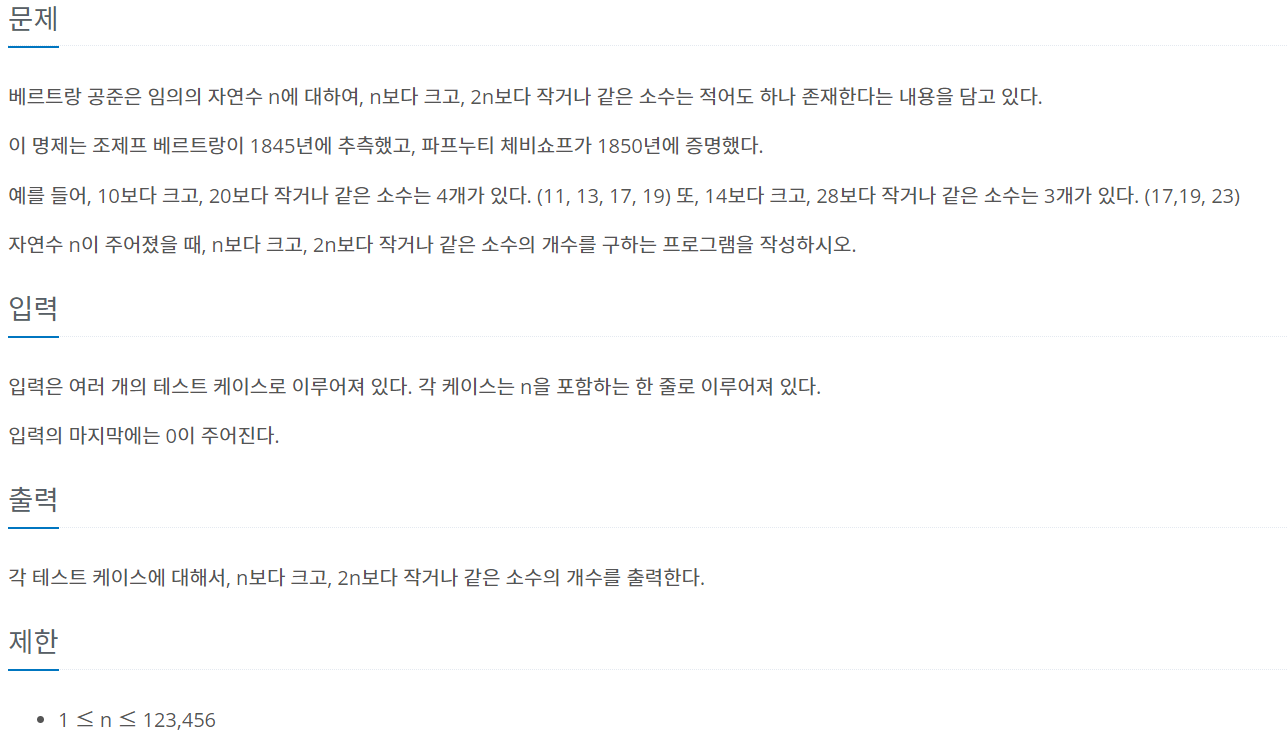 문제
베르트랑 공준은 임의의 자연수 n에 대하여, n보다 크고, 2n보다 작거나 같은 소수는 적어도 하나 존재한다는 내용을 담고 있다.
이 명제는 조제프 베르트랑이 1845년에 추측했고, 파프누티 체비쇼프가 1850년에 증명했다.
예를 들어, 10보다 크고, 20보다 작거나 같은 소수는 4개가 있다. (11, 13, 17, 19) 또, 14보다 크고, 28보다 작거나 같은 소수는 3개가 있다. (17,19, 23)
자연수 n이 주어졌을 때, n보다 크고, 2n보다 작거나 같은 소수의 개수를 구하는 프로그램을 작성하시오.
입력
입력은 여러 개의 테스트 케이스로 이루어져 있다. 각 케이스는 n을 포함하는 한 줄로 이루어져 있다.
입력의 마지막에는 0이 주어진다.
출력
각 테스트 케이스에 대해서, n보다 크고, 2n보다 작거나 같은 소수의 개수를 출력한다.
제한
• 1 ≤ n ≤ 123,456